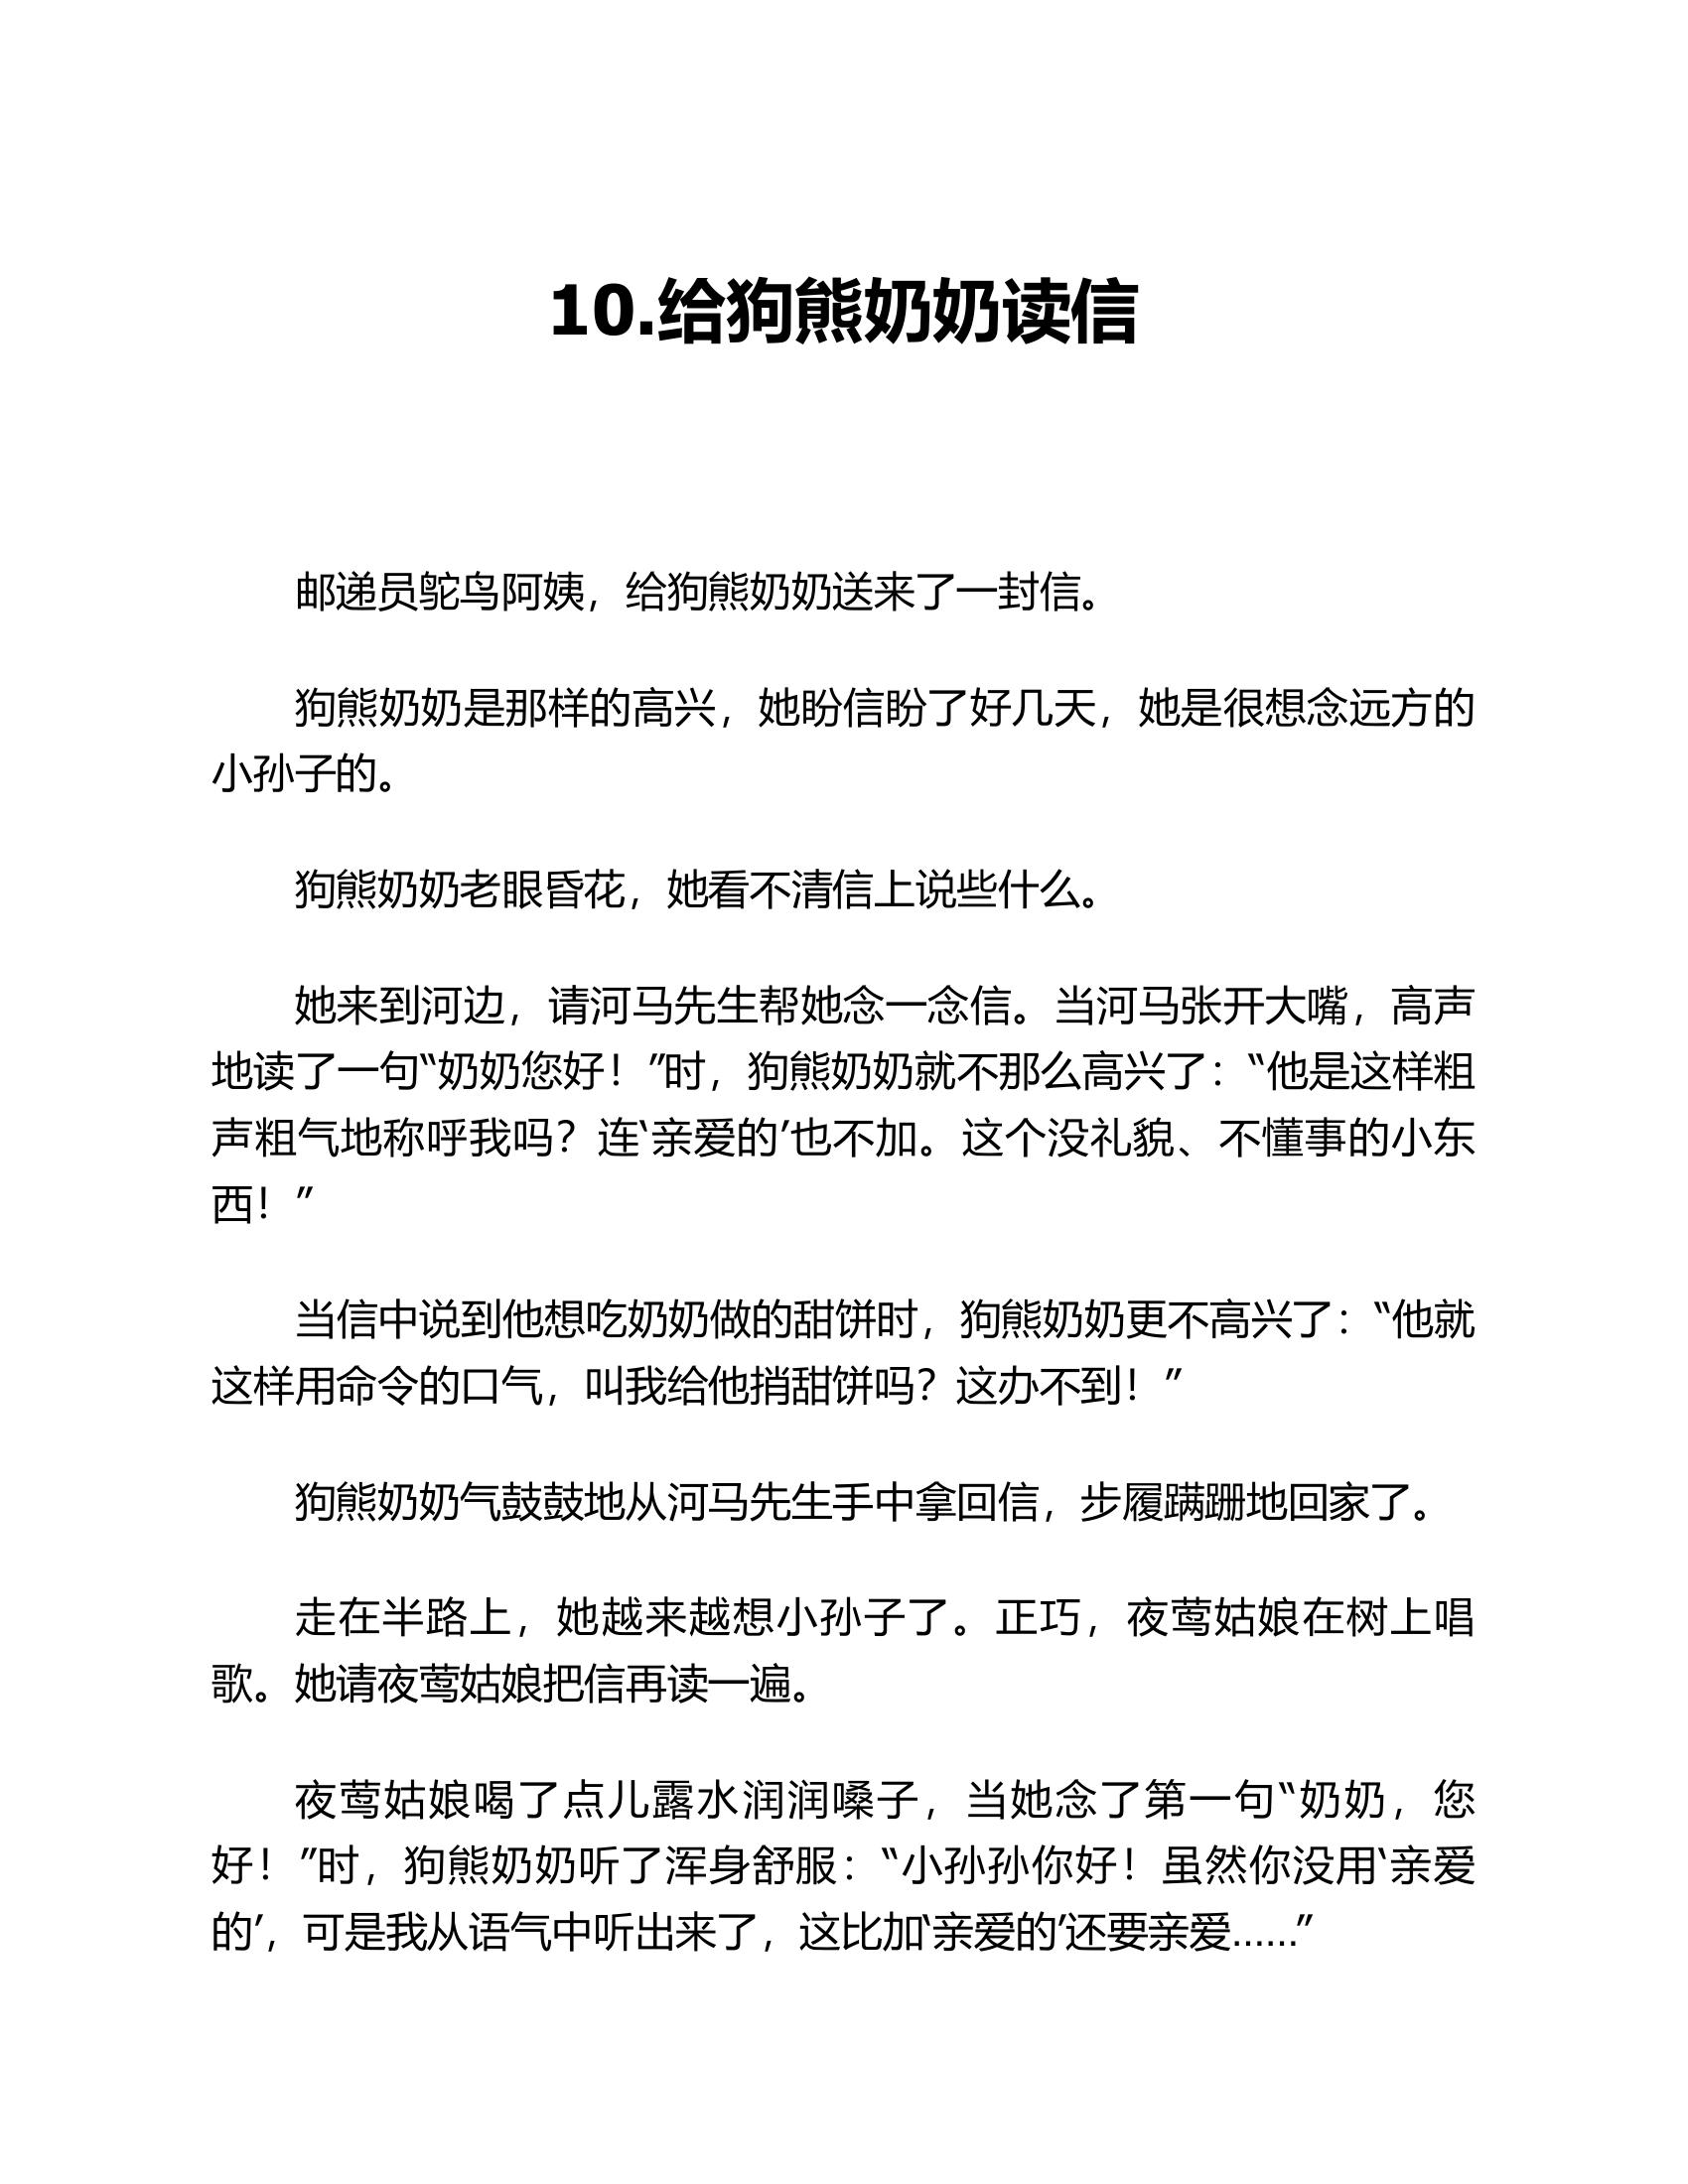 10.给狗熊奶奶读信
邮递员鸵鸟阿姨，给狗熊奶奶送来了一封信。
狗熊奶奶是那样的高兴，她盼信盼了好几天，她是很想念远方的
小孙子的。
狗熊奶奶老眼昏花，她看不清信上说些什么。
她来到河边，请河马先生帮她念一念信。当河马张开大嘴，高声
地读了一句“奶奶您好！”时，狗熊奶奶就不那么高兴了：“他是这样粗
声粗气地称呼我吗？连‘亲爱的’也不加。这个没礼貌、不懂事的小东
西！”
当信中说到他想吃奶奶做的甜饼时，狗熊奶奶更不高兴了：“他就
这样用命令的口气，叫我给他捎甜饼吗？这办不到！”
狗熊奶奶气鼓鼓地从河马先生手中拿回信，步履蹒跚地回家了。
走在半路上，她越来越想小孙子了。正巧，夜莺姑娘在树上唱
歌。她请夜莺姑娘把信再读一遍。
夜莺姑娘喝了点儿露水润润嗓子，当她念了第一句“奶奶，您
好！”时，狗熊奶奶听了浑身舒服：“小孙孙你好！虽然你没用‘亲爱
的’，可是我从语气中听出来了，这比加‘亲爱的’还要亲爱……”